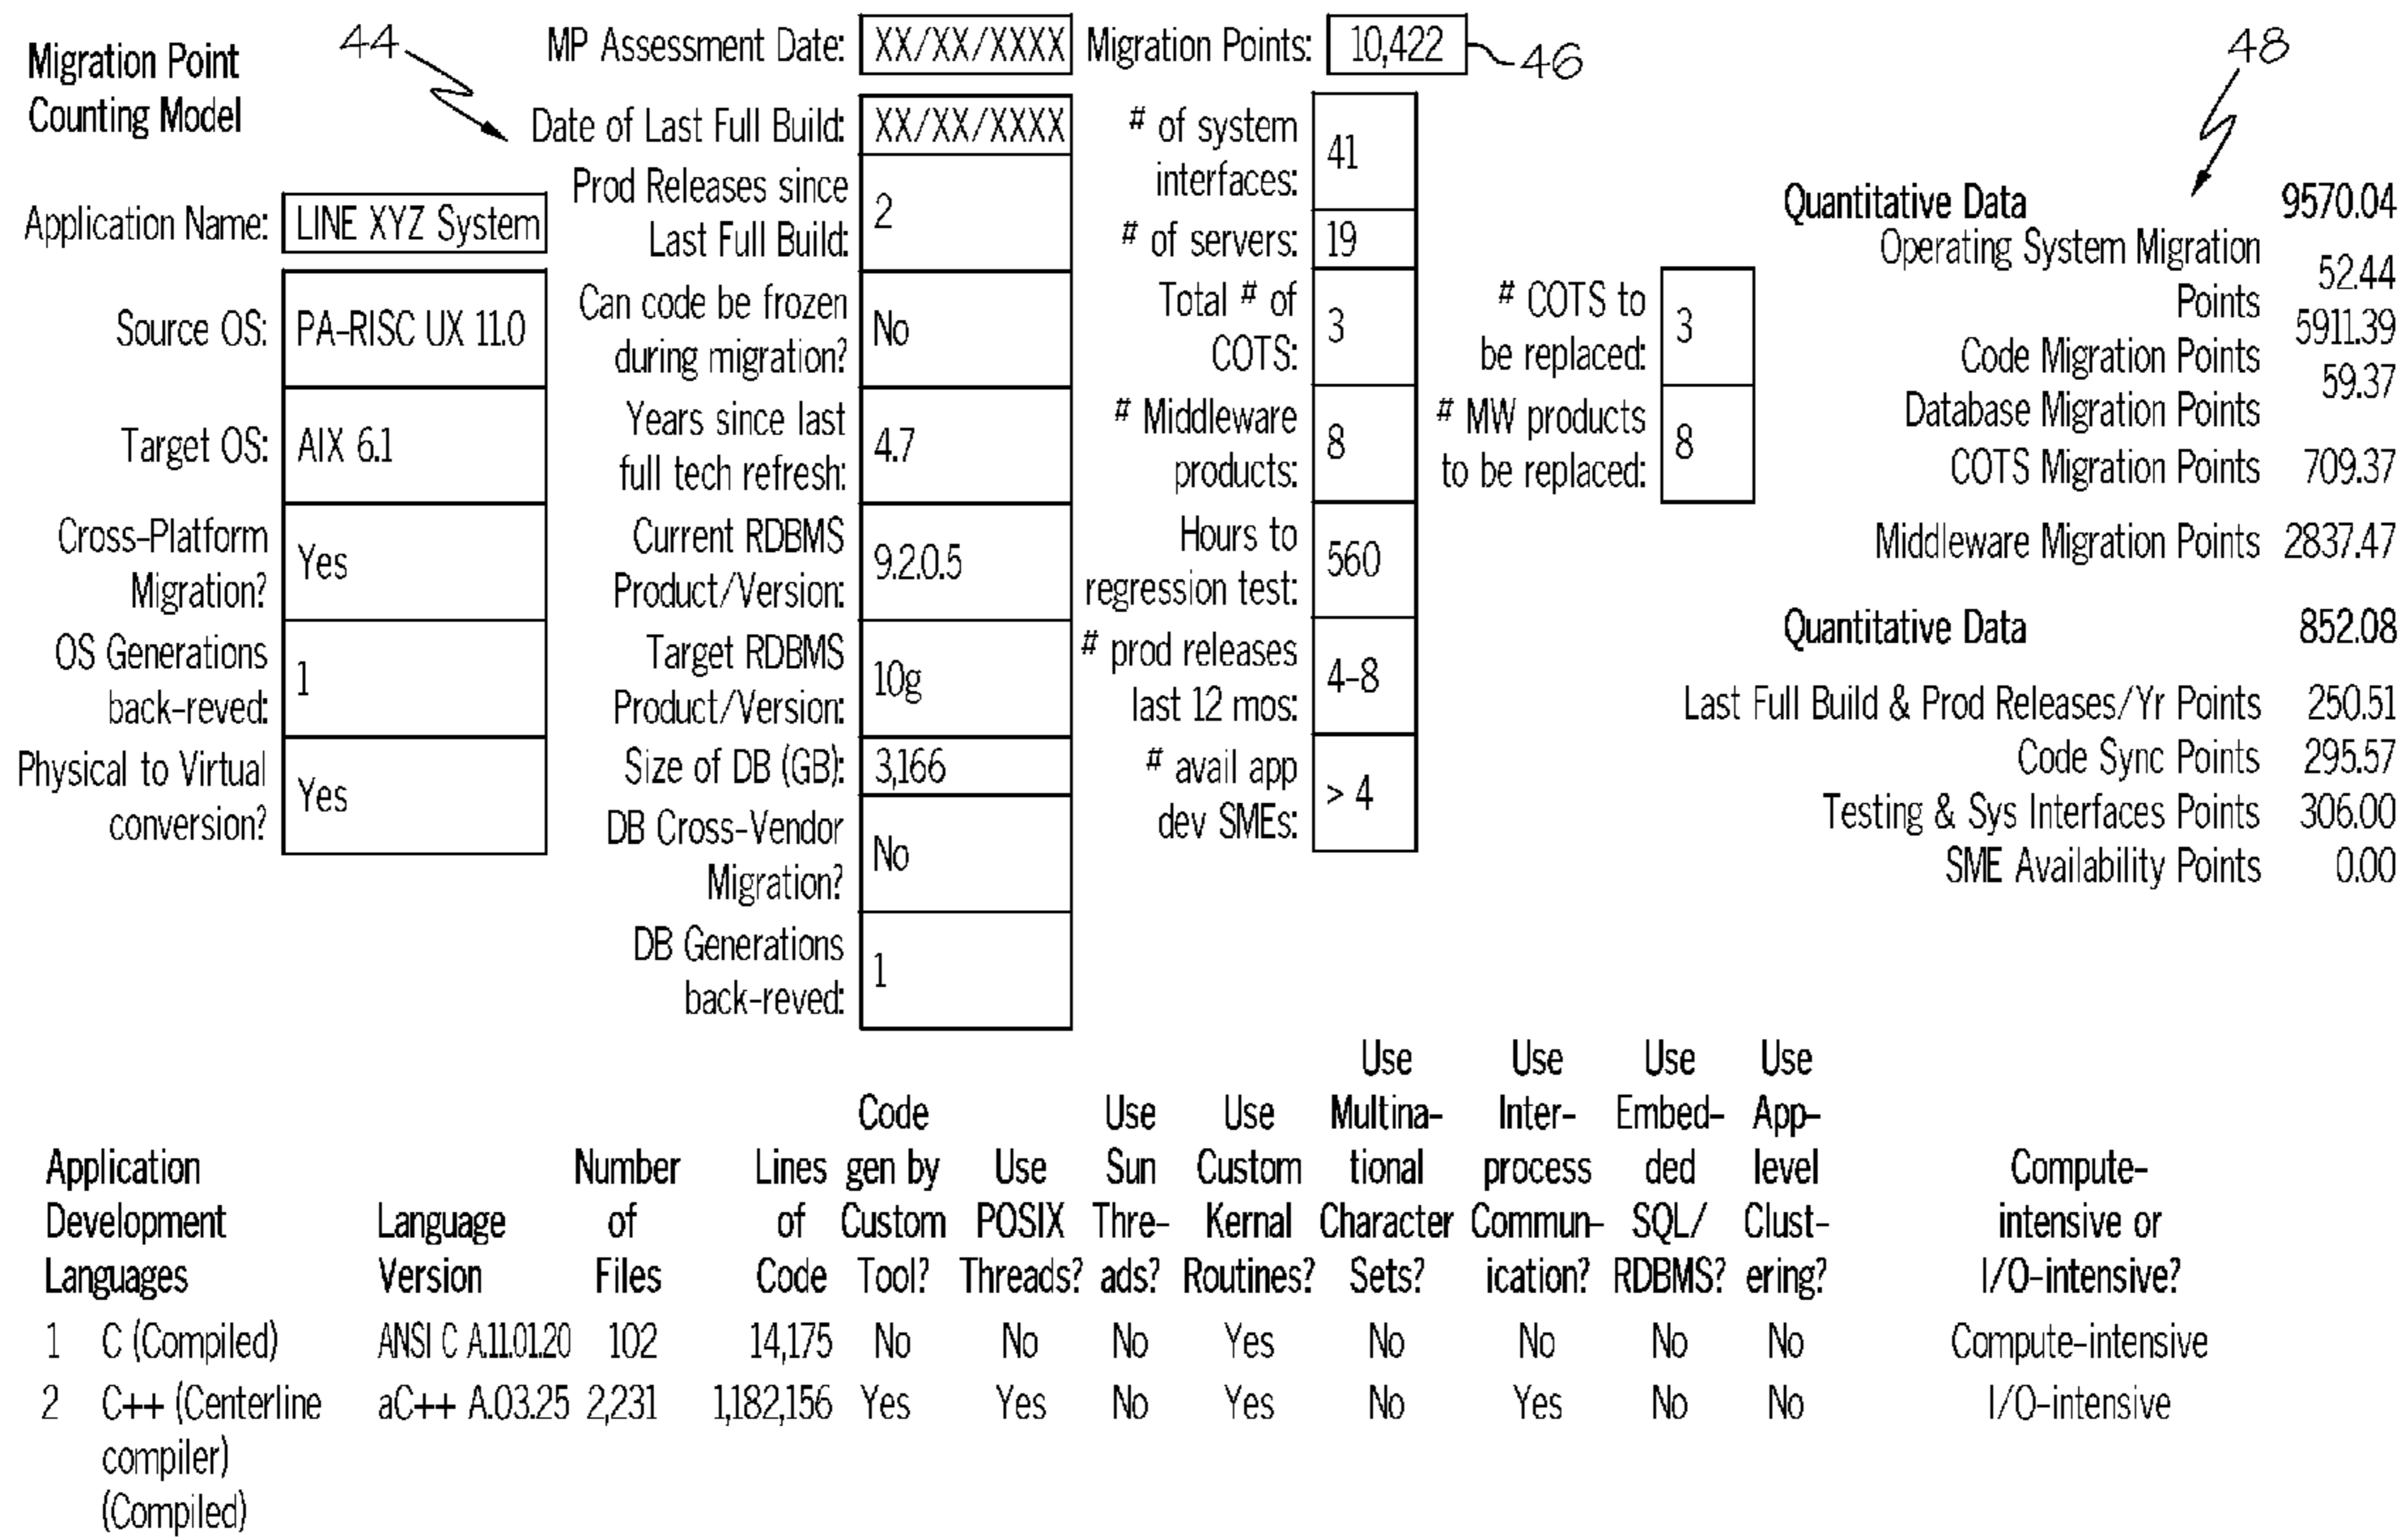 Migration Point
Counting Model
44
MP Assessment Date: XX/XX/XXXX
Migration Points: 10,422
46
48
Application Name: LINE XYZ System
Source OS: PA-RISC UX 11.0
Target OS: AIX 6.1
Cross-Platform
Migration? Yes
OS Generations
back-reved: 1
Physical to Virtual
conversion? Yes
Date of Last Full Build: XX/XX/XXXX
Prod Releases since
Last Full Build: 2
Can code be frozen
during migration? No
Years since last
full tech refresh: 4.7
Current RDBMS
Product/Version: 9.2.0.5
Target RDBMS
Product/Version: 10g
Size of DB (GB): 3,166
DB Cross-Vendor
Migration? No
DB Generations
back-reved: 1
# of system
interfaces: 41
# of servers: 19
Total # of
COTS: 3
# Middleware
products: 8
Hours to
regression test: 560
# prod releases
last 12 mos: 4-8
# avail app
dev SMEs: > 4
# COTS to
be replaced: 3
# MW products
to be replaced: 8
Quantitative Data 9570.04
Operating System Migration
Points 52.44
Code Migration Points 5911.39
Database Migration Points 59.37
COTS Migration Points 709.37
Middleware Migration Points 2837.47
Quantitative Data 852.08
Last Full Build & Prod Releases/Yr Points 250.51
Code Sync Points 295.57
Testing & Sys Interfaces Points 306.00
SME Availability Points 0.00
Application
Development
Languages
Language
Version
Number
of
Files
Lines
of
Code
Code
gen by
Custom
Tool?
Use
POSIX
Threads?
Use
Sun
Thre-
ads?
Use
Custom
Kernal
Routines?
Use
Multina-
tional
Character
Sets?
Use
Inter-
process
Commun-
ication?
Use
Embed-
ded
SQL/
RDBMS?
Use
App-
level
Clust-
ering?
Compute-
intensive or
I/O-intensive?
1 C (Compiled) ANSI C A.11.01.20 102 14,175 No No No Yes No No No No Compute-intensive
2 C++ (Centerline aC++ A.03.25 2,231 1,182,156 Yes Yes No Yes No Yes No No I/O-intensive
compiler)
(Compiled)